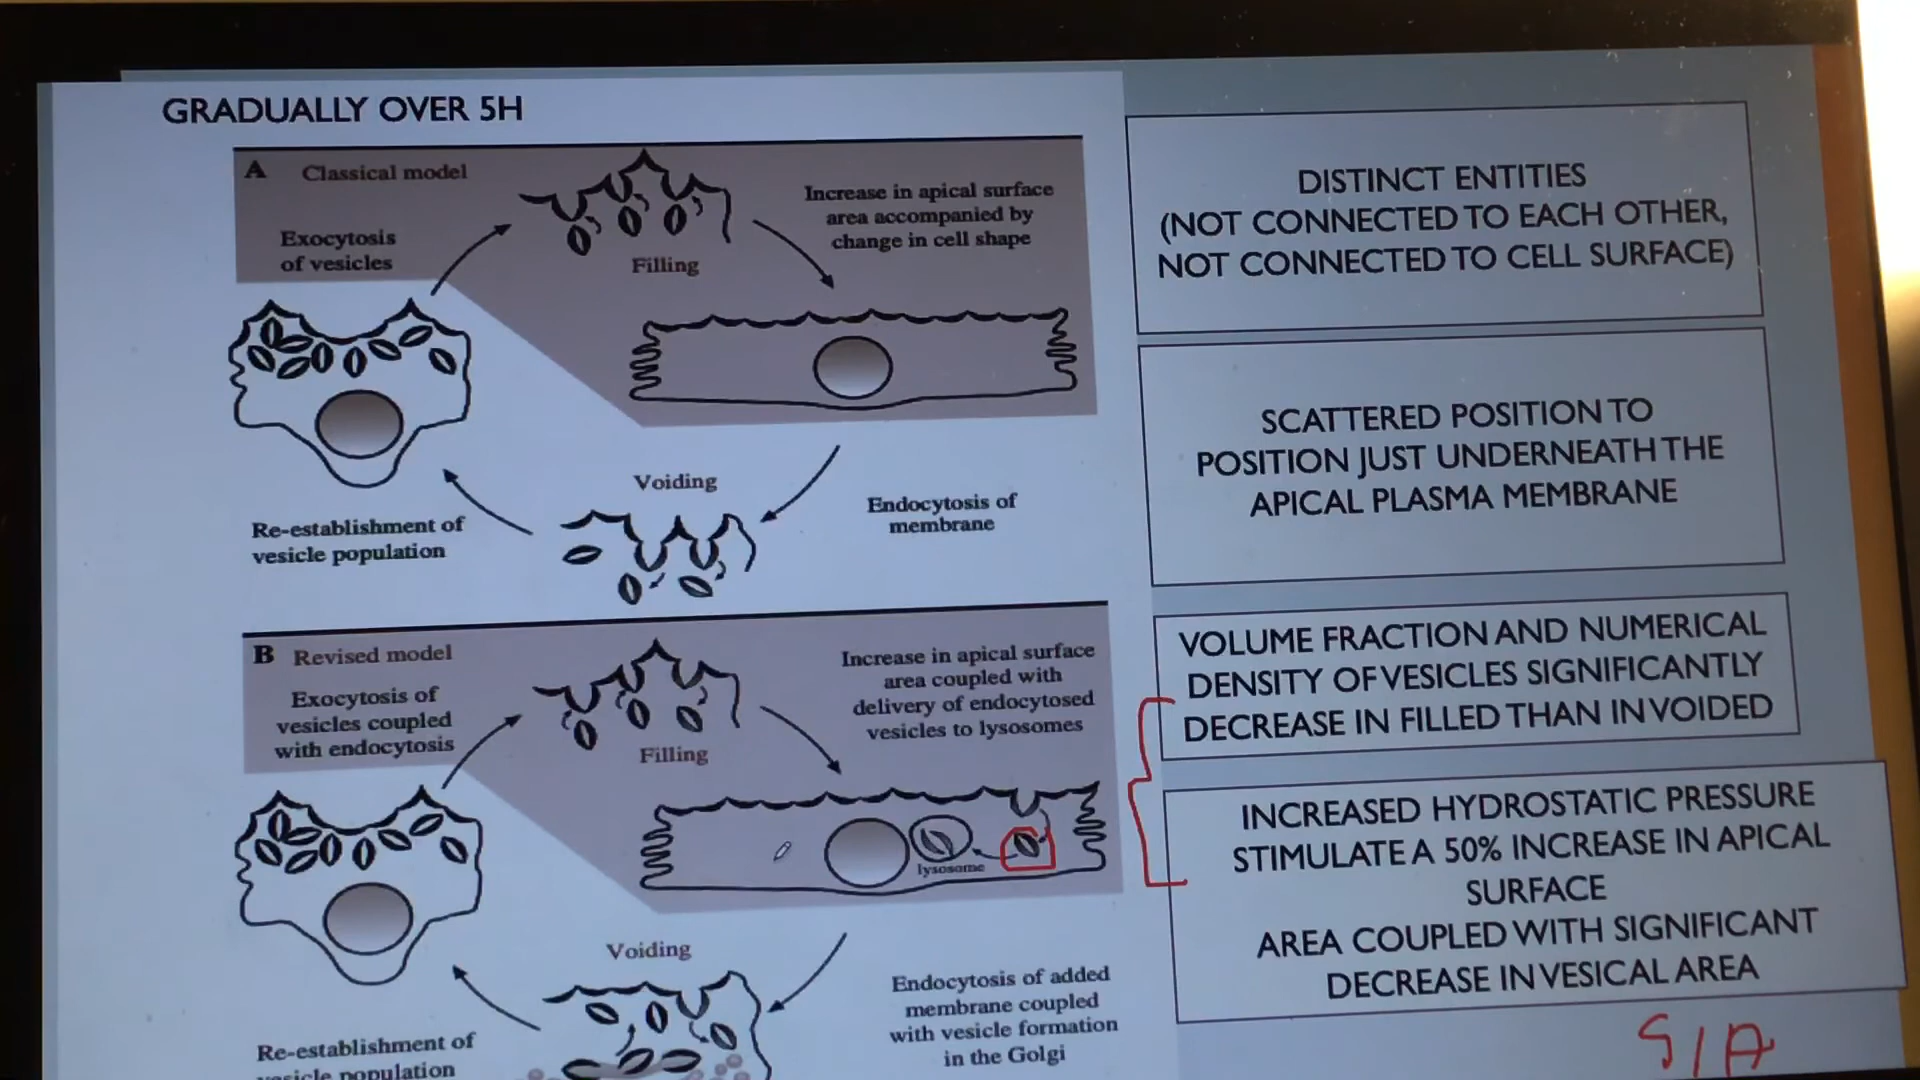 GRADUALLY OVER 5H
A Classical model
Exocytosis
of vesicles
Filling
Increase in apical surface
area accompanied by
change in cell shape
Voiding
Endocytosis of
membrane
Re-establishment of
vesicle population
B Revised model
Exocytosis of
vesicles coupled
with endocytosis
Filling
Increase in apical surface
area coupled with
delivery of endocytosed
vesicles to lysosomes
lysosome
Voiding
Endocytosis of added
membrane coupled
with vesicle formation
in the Golgi
Re-establishment of
vesicle population
DISTINCT ENTITIES
(NOT CONNECTED TO EACH OTHER,
NOT CONNECTED TO CELL SURFACE)
SCATTERED POSITION TO
POSITION JUST UNDERNEATH THE
APICAL PLASMA MEMBRANE
VOLUME FRACTION AND NUMERICAL
DENSITY OF VESICLES SIGNIFICANTLY
DECREASE IN FILLED THAN IN VOIDED
INCREASED HYDROSTATIC PRESSURE
STIMULATE A 50% INCREASE IN APICAL
SURFACE
AREA COUPLED WITH SIGNIFICANT
DECREASE IN VESICAL AREA
S/A